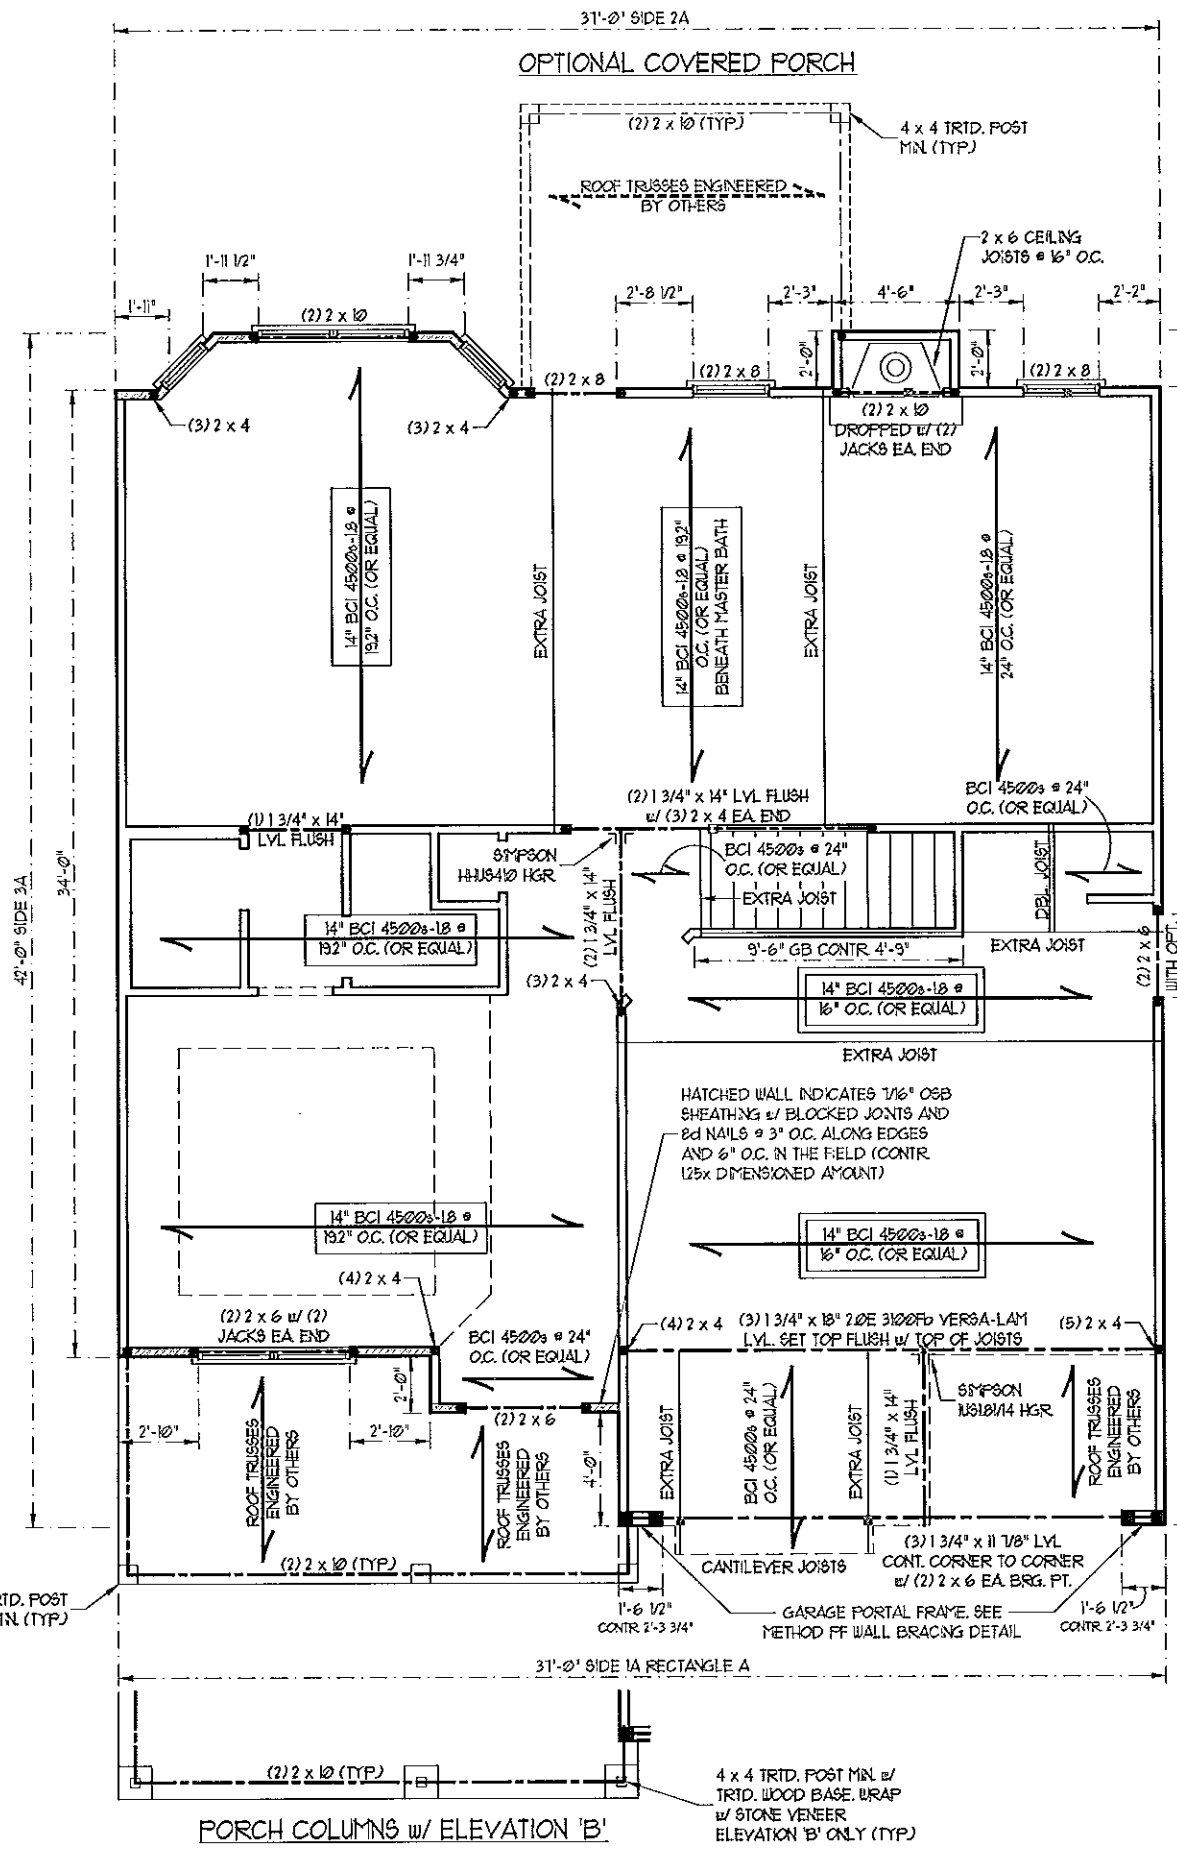 37'-0" SIDE 2A
OPTIONAL COVERED PORCH
(2) 2 x 10 (TYP.)
4 x 4 TRTD. POST
MIN. (TYP.)
ROOF TRUSSES ENGINEERED
BY OTHERS
2 x 6 CEILING
JOISTS @ 16" O.C.
1'-11 1/2"
1'-11 3/4"
1'-11"
(2) 2 x 10
2'-8 1/2"
2'-3"
4'-6"
2'-3"
2'-2"
2'-0"
2'-0"
(2) 2 x 8
(2) 2 x 8
(2) 2 x 8
(3) 2 x 4
(3) 2 x 4
(2) 2 x 10
DROPPED w/ (2)
JACKS EA. END
14" BCI 4500s-1.8 @
19.2" O.C. (OR EQUAL)
EXTRA JOIST
14" BCI 4500s-1.8 @ 19.2"
O.C. (OR EQUAL)
BENEATH MASTER BATH
EXTRA JOIST
14" BCI 4500s-1.8 @
24" O.C. (OR EQUAL)
42'-0" SIDE 3A
34'-0"
(1) 1 3/4" x 14"
LVL FLUSH
(2) 1 3/4" x 14" LVL FLUSH
w/ (3) 2 x 4 EA. END
BCI 4500s @ 24"
O.C. (OR EQUAL)
SIMPSON
HHUS410 HGR.
BCI 4500s @ 24"
O.C. (OR EQUAL)
EXTRA JOIST
DBL. JOIST
(2) 1 3/4" x 14"
LVL FLUSH
14" BCI 4500s-1.8 @
19.2" O.C. (OR EQUAL)
9'-6" GB CONTR. 4'-9"
EXTRA JOIST
(2) 2 x 6
WITH OPT.
(3) 2 x 4
14" BCI 4500s-1.8 @
16" O.C. (OR EQUAL)
EXTRA JOIST
HATCHED WALL INDICATES 7/16" OSB
SHEATHING w/ BLOCKED JOINTS AND
8d NAILS @ 3" O.C. ALONG EDGES
AND 6" O.C. IN THE FIELD (CONTR.
1.25x DIMENSIONED AMOUNT)
14" BCI 4500s-1.8 @
19.2" O.C. (OR EQUAL)
14" BCI 4500s-1.8 @
16" O.C. (OR EQUAL)
(4) 2 x 4
(2) 2 x 6 w/ (2)
JACKS EA. END
BCI 4500s @ 24"
O.C. (OR EQUAL)
(4) 2 x 4
(3) 1 3/4" x 18" 2.0E 3100Fb VERSA-LAM
LVL. SET TOP FLUSH w/ TOP OF JOISTS
(5) 2 x 4
2'-0"
(2) 2 x 6
2'-10"
2'-10"
4'-0"
ROOF TRUSSES
ENGINEERED
BY OTHERS
ROOF TRUSSES
ENGINEERED
BY OTHERS
EXTRA JOIST
BCI 4500s @ 24"
O.C. (OR EQUAL)
EXTRA JOIST
(1) 1 3/4" x 14"
LVL FLUSH
SIMPSON
IUS1.81/14 HGR.
ROOF TRUSSES
ENGINEERED
BY OTHERS
(2) 2 x 10 (TYP.)
CANTILEVER JOISTS
(3) 1 3/4" x 11 7/8" LVL
CONT. CORNER TO CORNER
w/ (2) 2 x 6 EA. BRG. PT.
RTD. POST
IN. (TYP.)
1'-6 1/2"
CONTR. 2'-3 3/4"
GARAGE PORTAL FRAME. SEE
METHOD PF WALL BRACING DETAIL
1'-6 1/2"
CONTR. 2'-3 3/4"
37'-0" SIDE 1A RECTANGLE A
(2) 2 x 10 (TYP.)
4 x 4 TRTD. POST MIN. w/
TRTD. WOOD BASE. WRAP
w/ STONE VENEER
ELEVATION 'B' ONLY (TYP.)
PORCH COLUMNS w/ ELEVATION 'B'